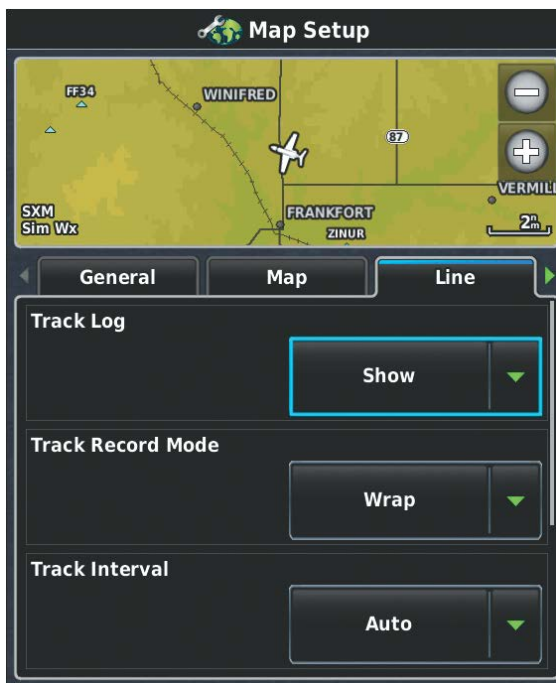 Map Setup
FF34
WINIFRED
87
VERMILL
SXM
Sim Wx
FRANKFORT
ZINUR
2nm
General
Map
Line
Track Log
Show
Track Record Mode
Wrap
Track Interval
Auto